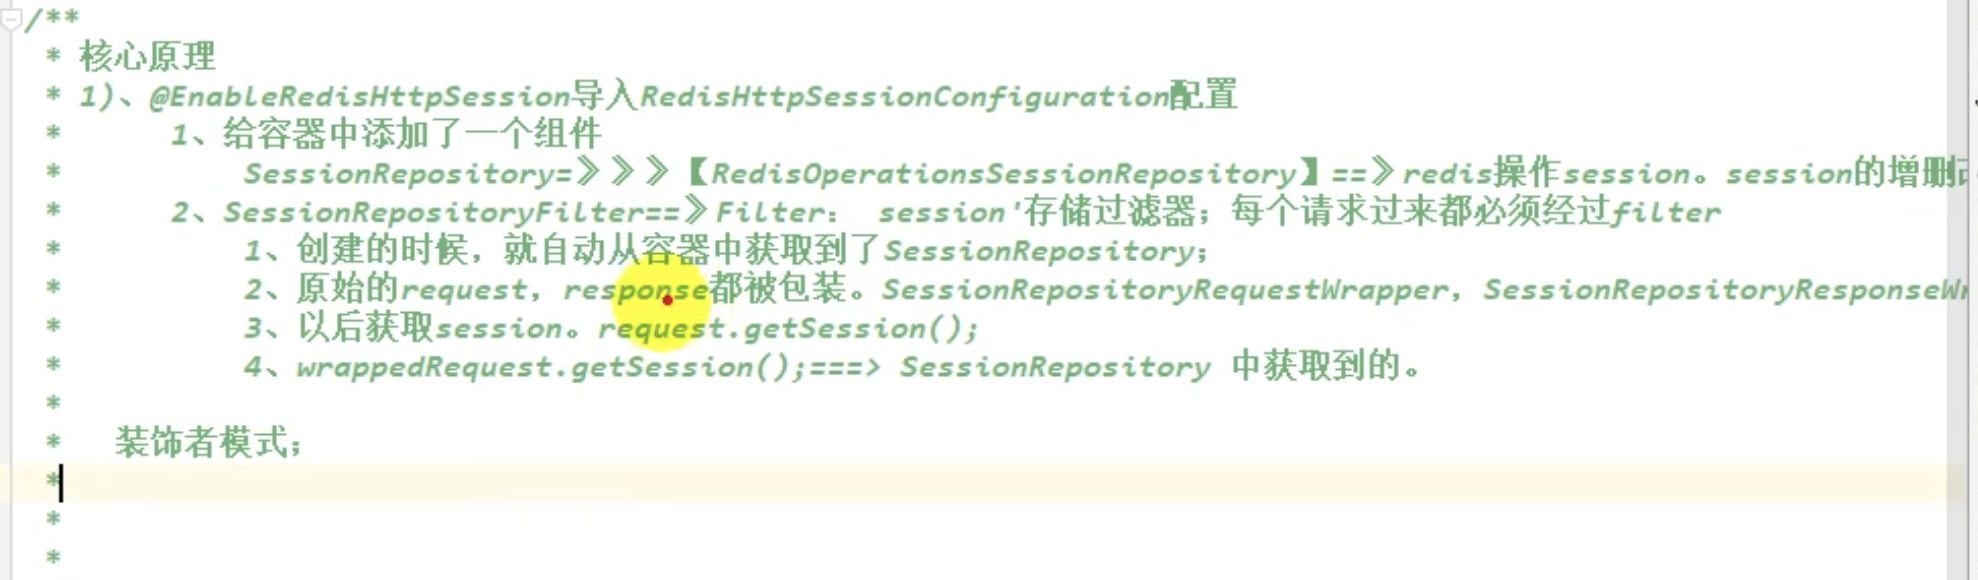 /**
* 核心原理
* 1)、@EnableRedisHttpSession导入RedisHttpSessionConfiguration配置
* 1、给容器中添加了一个组件
* SessionRepository=》》》【RedisOperationsSessionRepository】==》redis操作session。session的增删
* 2、SessionRepositoryFilter==》Filter: session'存储过滤器；每个请求过来都必须经过filter
* 1、创建的时候，就自动从容器中获取到了SessionRepository；
* 2、原始的request，response都被包装。SessionRepositoryRequestWrapper，SessionRepositoryResponseWr
* 3、以后获取session。request.getSession();
* 4、wrappedRequest.getSession();===> SessionRepository 中获取到的。
*
* 装饰者模式；
*
*
*